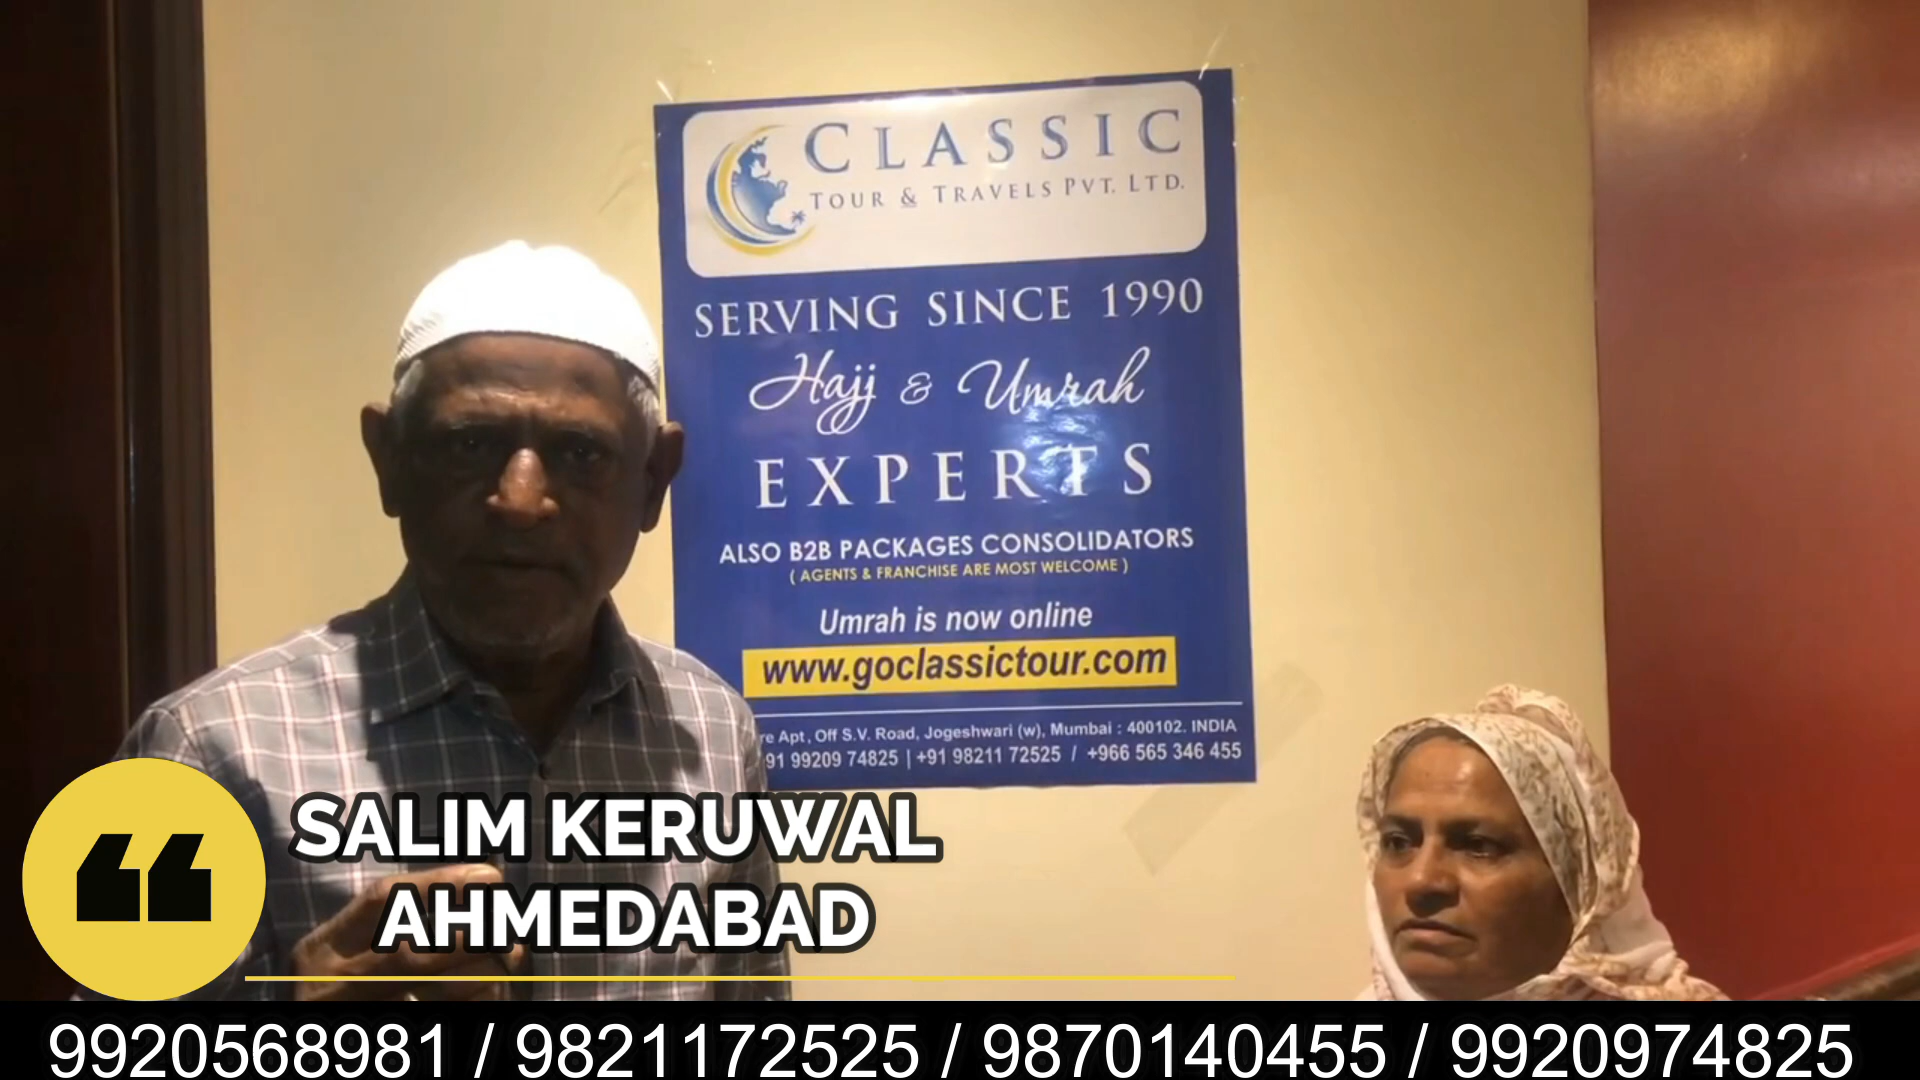 CLASSIC
TOUR & TRAVELS PVT. LTD.
SERVING SINCE 1990
Hajj & Umrah
EXPERTS
ALSO B2B PACKAGES CONSOLIDATORS
( AGENTS & FRANCHISE ARE MOST WELCOME )
Umrah is now online
www.goclassictour.com
Apt, Off S.V. Road, Jogeshwari (w), Mumbai : 400102. INDIA
91 99209 74825 | +91 98211 72525 / +966 565 346 455
SALIM KERUWAL
AHMEDABAD
9920568981 / 9821172525 / 9870140455 / 9920974825